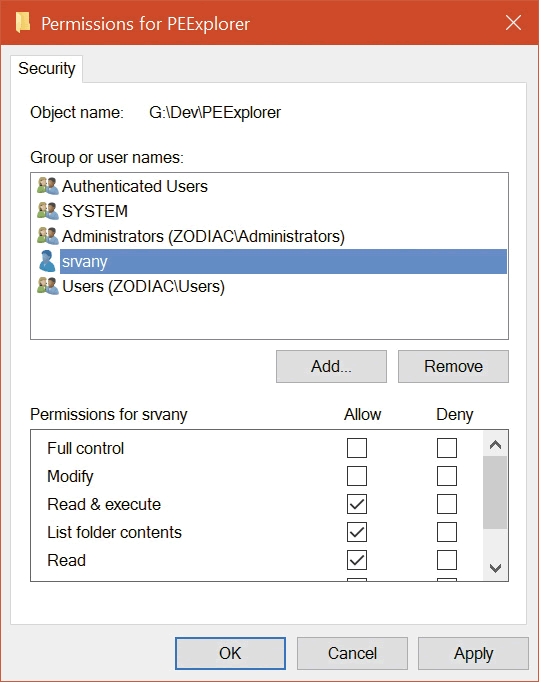 Permissions for PEExplorer
Security
Object name: G:\Dev\PEExplorer
Group or user names:
Authenticated Users
SYSTEM
Administrators (ZODIAC\Administrators)
srvany
Users (ZODIAC\Users)
Add... Remove
Permissions for srvany Allow Deny
Full control
Modify
Read & execute
List folder contents
Read
OK Cancel Apply